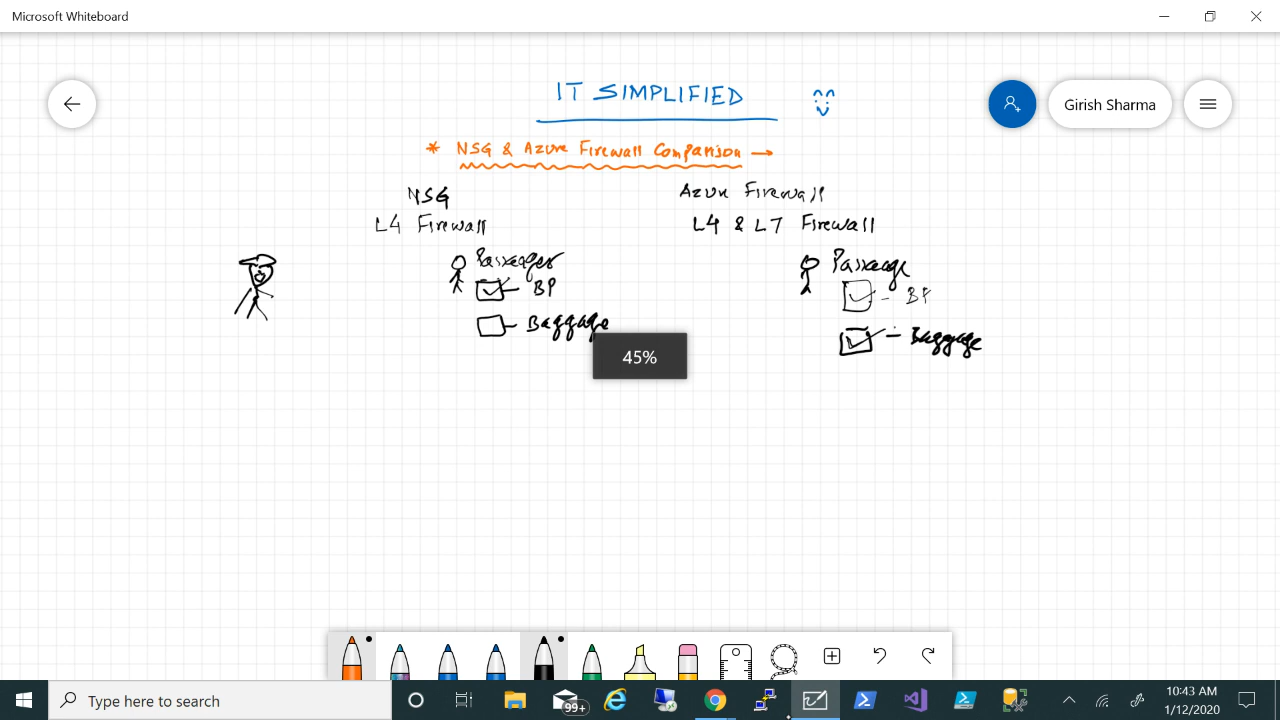 Microsoft Whiteboard
IT SIMPLIFIED
Girish Sharma
* NSG & Azure Firewall Comparison →
NSG
L4 Firewall
Passenger
BP
Baggage
Azure Firewall
L4 & L7 Firewall
Passenge
BP
Baggage
45%
Type here to search
99+
10:43 AM
1/12/2020